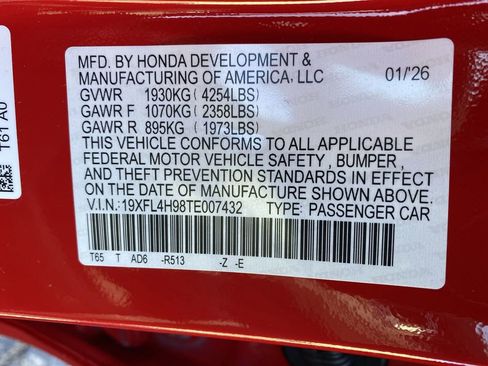 MFD. BY HONDA DEVELOPMENT &
MANUFACTURING OF AMERICA, LLC 01/'26
GVWR 1930KG ( 4254LBS)
GAWR F 1070KG ( 2358LBS)
GAWR R 895KG ( 1973LBS)
THIS VEHICLE CONFORMS TO ALL APPLICABLE
FEDERAL MOTOR VEHICLE SAFETY , BUMPER ,
AND THEFT PREVENTION STANDARDS IN EFFECT
ON THE DATE OF MANUFACTURE SHOWN ABOVE.
V.I.N.:19XFL4H98TE007432 TYPE: PASSENGER CAR
T65 T AD6 -R513 -Z -E
T61 A0